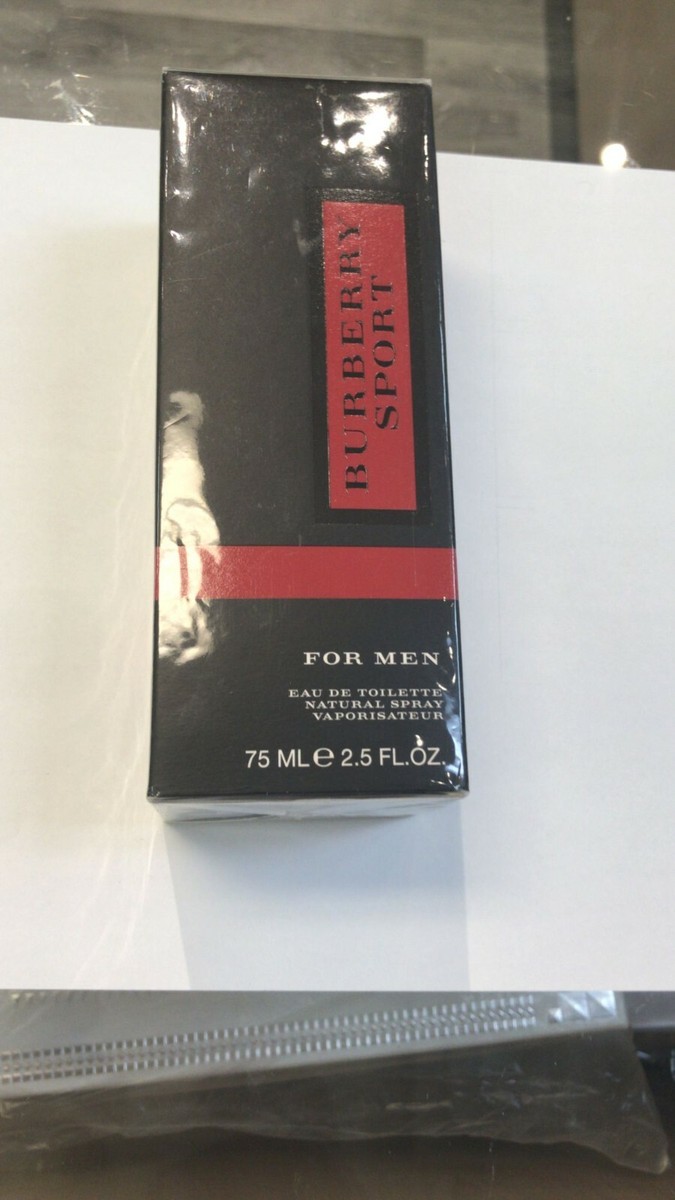 BURBERRY
SPORT
FOR MEN
EAU DE TOILETTE
NATURAL SPRAY
VAPORISATEUR
75 ML ℮ 2.5 FL.OZ.